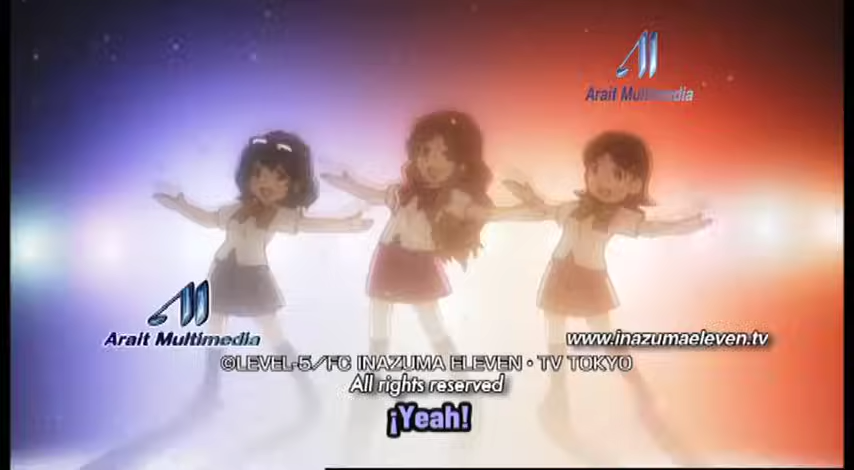 Arait Multimedia
Arait Multimedia
www.inazumaeleven.tv
©LEVEL-5/FC INAZUMA ELEVEN・TV TOKYO
All rights reserved
¡Yeah!